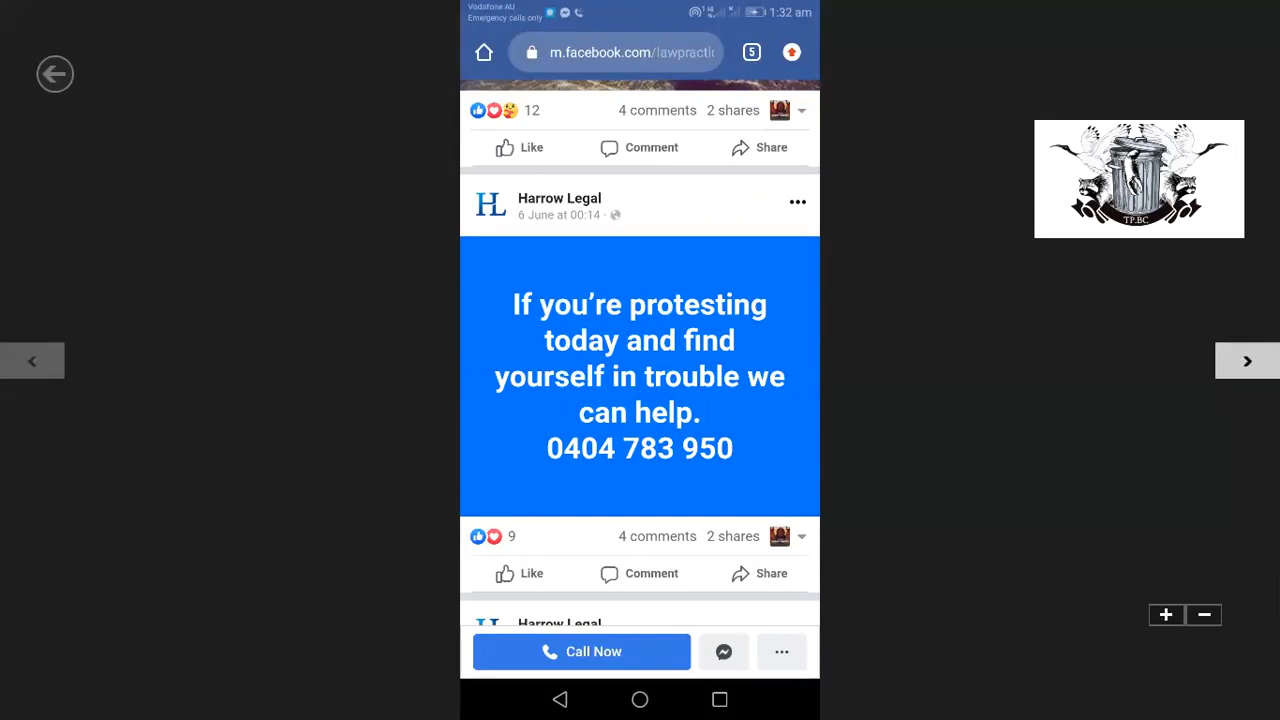 Vodafone AU
Emergency calls only
1:32 am
m.facebook.com/lawpractic
5
12
4 comments 2 shares
Like Comment Share
Harrow Legal
6 June at 00:14
If you’re protesting
today and find
yourself in trouble we
can help.
0404 783 950
9
4 comments 2 shares
Like Comment Share
Harrow Legal
Call Now
TP.BC